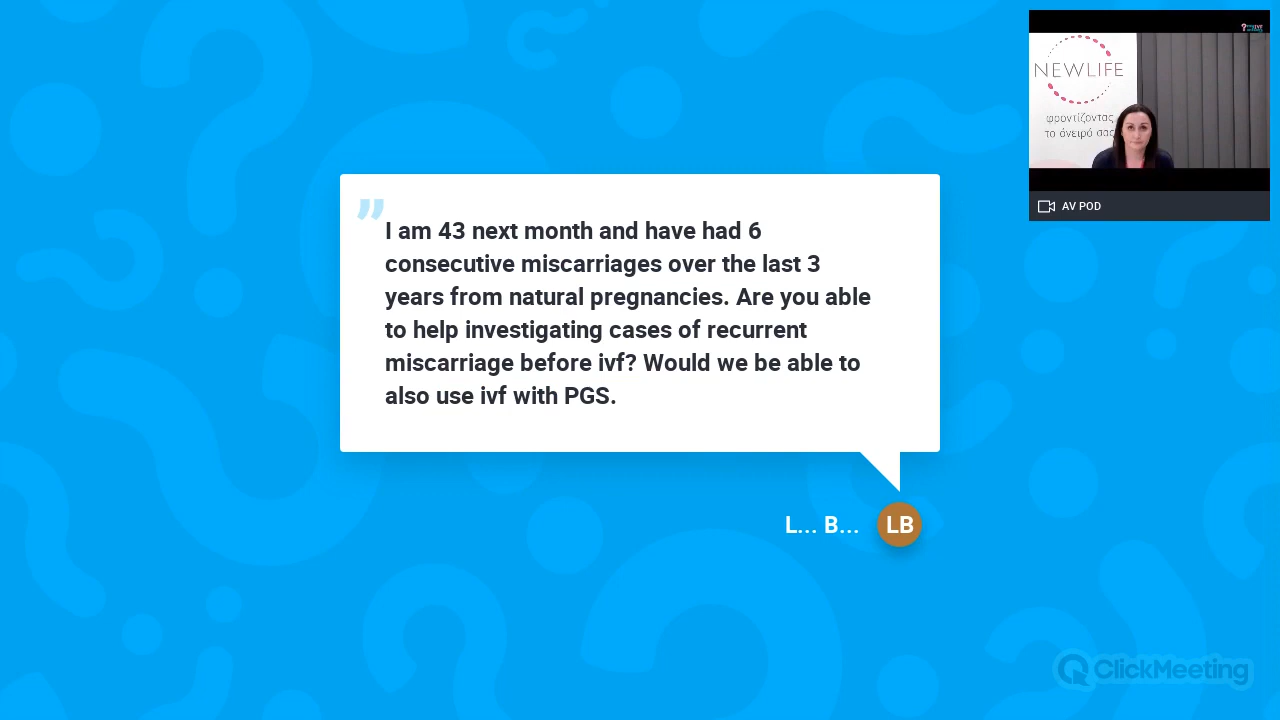 I am 43 next month and have had 6
consecutive miscarriages over the last 3
years from natural pregnancies. Are you able
to help investigating cases of recurrent
miscarriage before ivf? Would we be able to
also use ivf with PGS.
L... B...
LB
NEWLIFE
φροντίζοντας
το όνειρό σας
AV POD
ClickMeeting